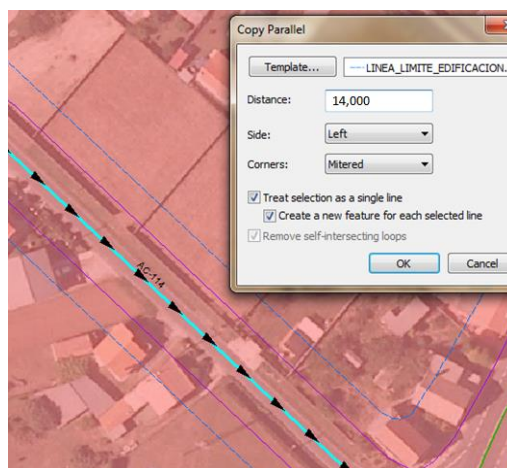 Copy Parallel
Template... LINEA_LIMITE_EDIFICACION.
Distance: 14,000
Side: Left
Corners: Mitered
Treat selection as a single line
Create a new feature for each selected line
Remove self-intersecting loops
OK Cancel
AC-114